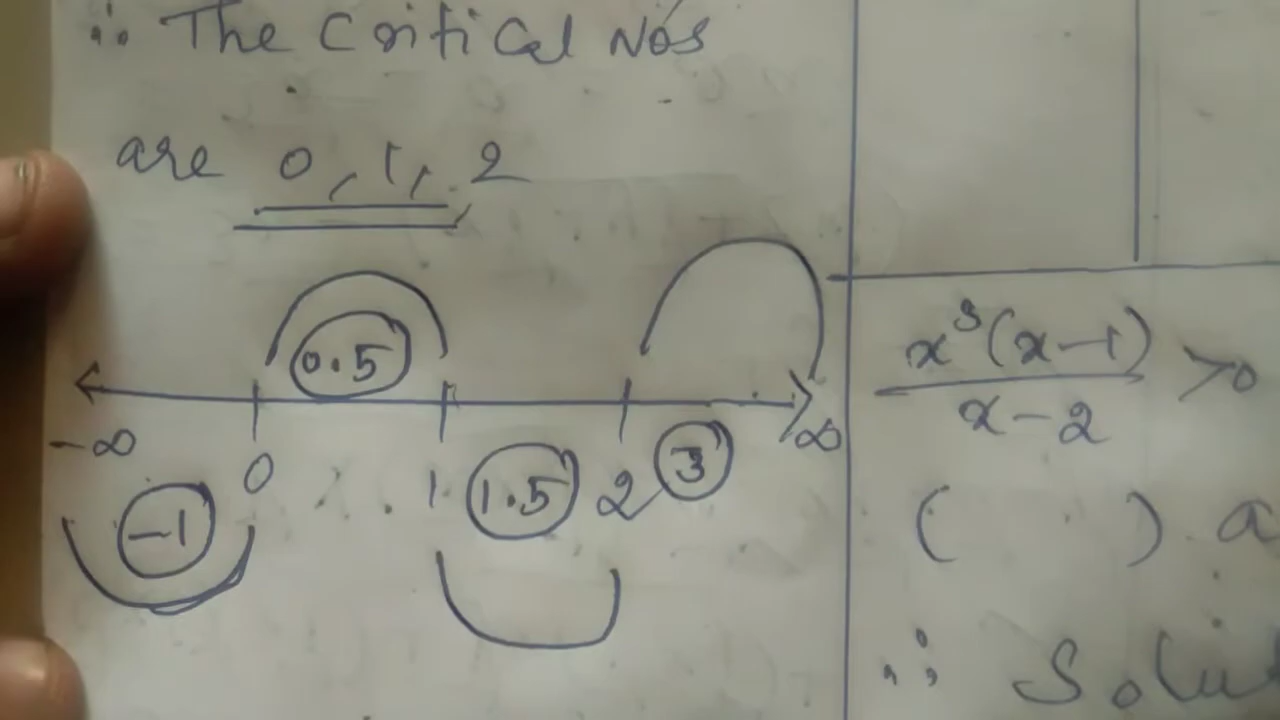 ∴ The Critical Nos
are 0, 1, 2
0.5
-∞ 0 1 1.5 2 3 ∞
-1
x³(x-1)
x-2
>0
( )
∴